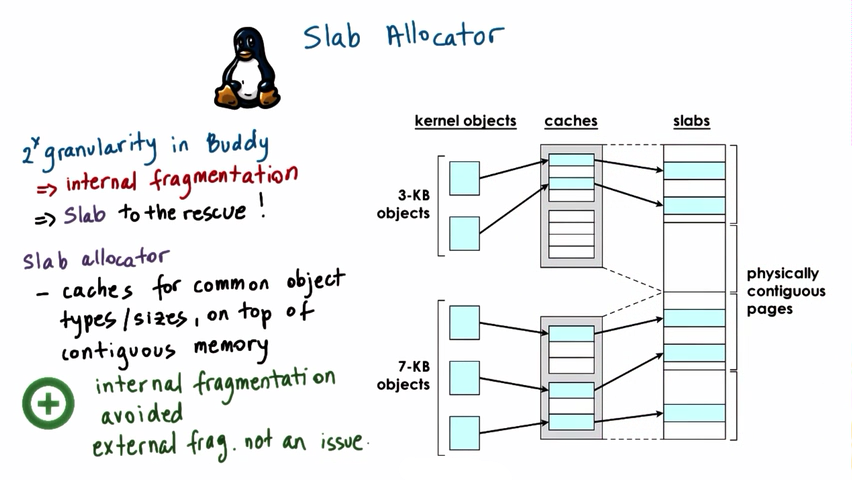 Slab Allocator
2^x granularity in Buddy
=> internal fragmentation
=> Slab to the rescue!
Slab allocator
- caches for common object
types/sizes, on top of
contiguous memory
internal fragmentation
avoided
external frag. not an issue.
kernel objects
caches
slabs
3-KB
objects
7-KB
objects
physically
contiguous
pages